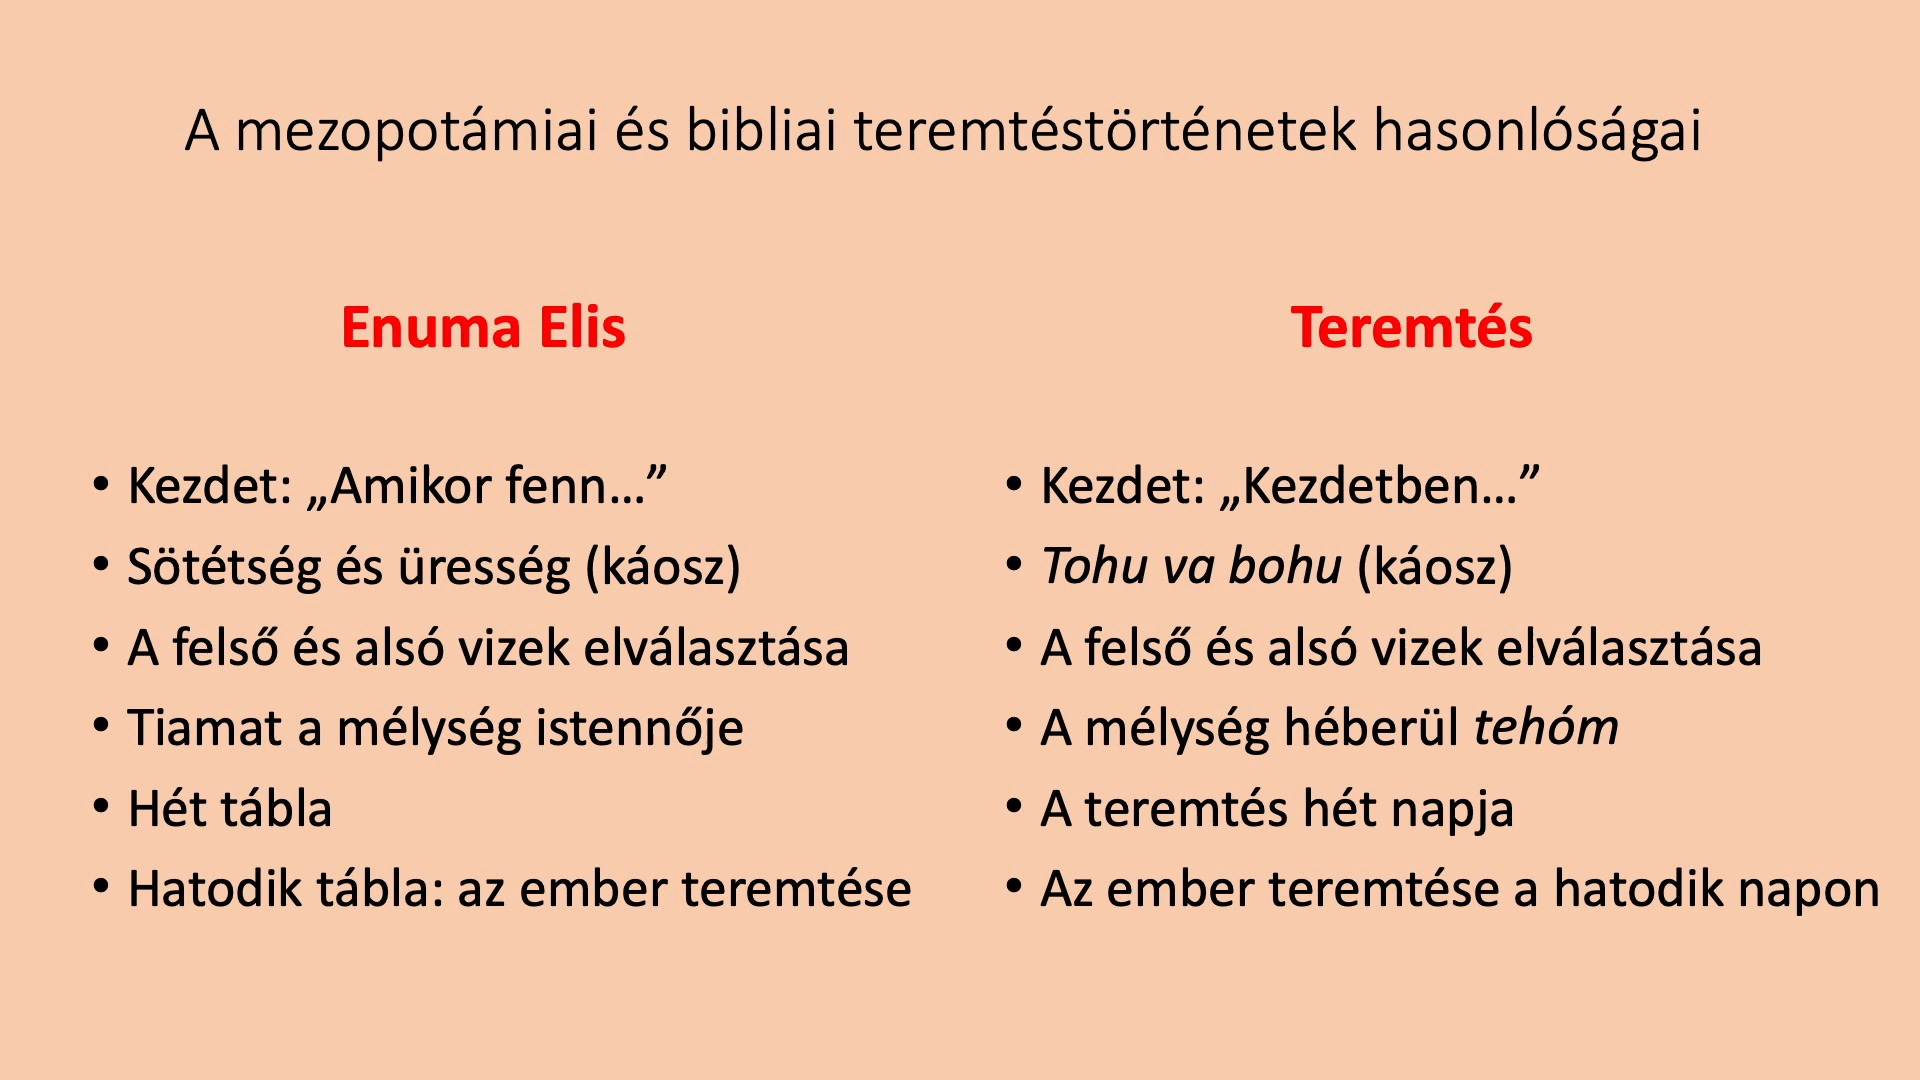 A mezopotámiai és bibliai teremtéstörténetek hasonlóságai
Enuma Elis
• Kezdet: „Amikor fenn…”
• Sötétség és üresség (káosz)
• A felső és alsó vizek elválasztása
• Tiamat a mélység istennője
• Hét tábla
• Hatodik tábla: az ember teremtése
Teremtés
• Kezdet: „Kezdetben…”
• Tohu va bohu (káosz)
• A felső és alsó vizek elválasztása
• A mélység héberül tehóm
• A teremtés hét napja
• Az ember teremtése a hatodik napon